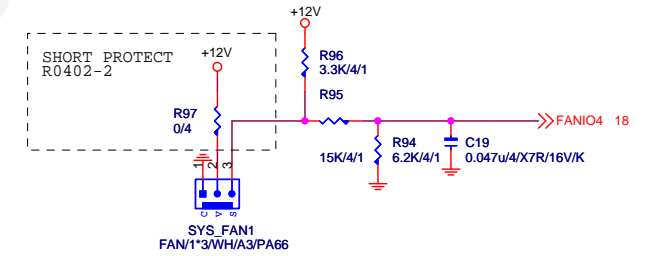 +12V
SHORT PROTECT
R0402-2
+12V
R96
3.3K/4/1
R95
R97
0/4
FANIO4 18
15K/4/1
R94
6.2K/4/1
C19
0.047u/4/X7R/16V/K
1 2 3
C V S
SYS_FAN1
FAN/1*3/WH/A3/PA66